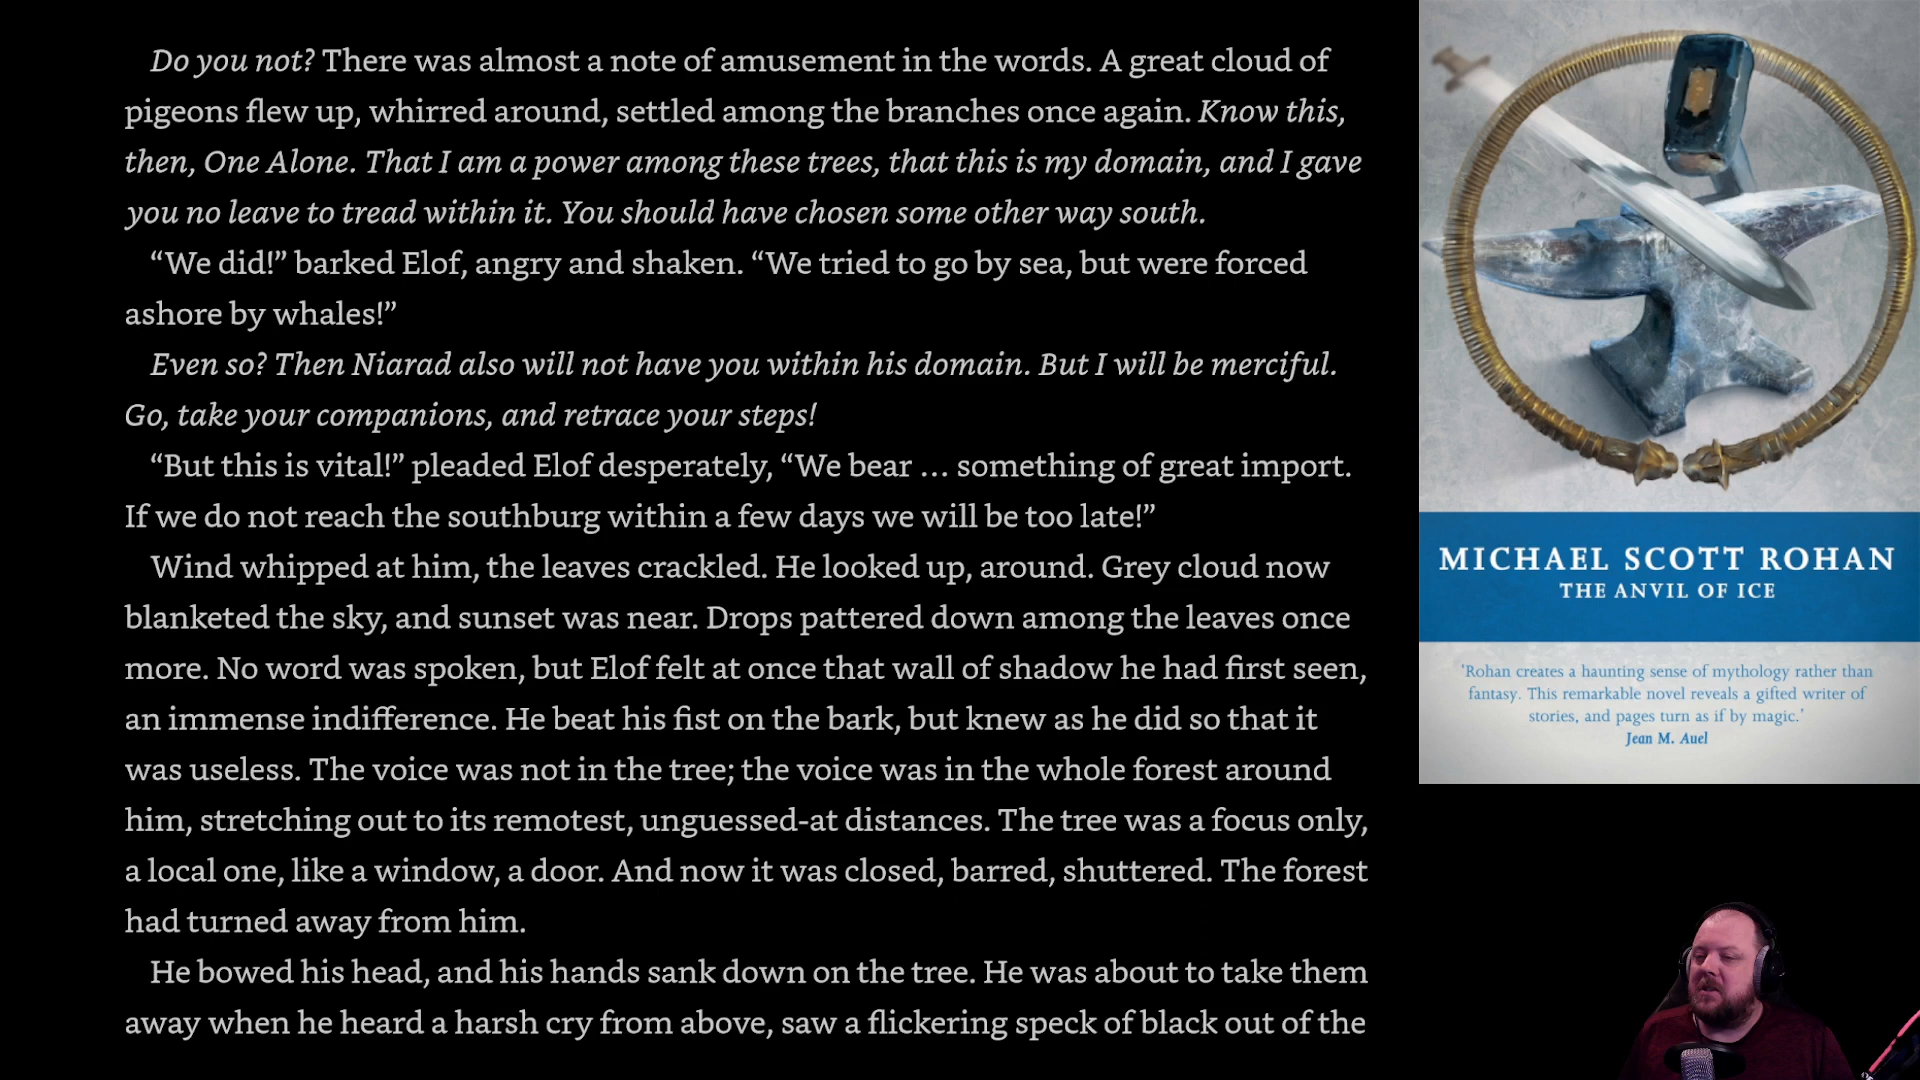 Do you not? There was almost a note of amusement in the words. A great cloud of
pigeons flew up, whirred around, settled among the branches once again. Know this,
then, One Alone. That I am a power among these trees, that this is my domain, and I gave
you no leave to tread within it. You should have chosen some other way south.
“We did!” barked Elof, angry and shaken. “We tried to go by sea, but were forced
ashore by whales!”
Even so? Then Niarad also will not have you within his domain. But I will be merciful.
Go, take your companions, and retrace your steps!
“But this is vital!” pleaded Elof desperately, “We bear … something of great import.
If we do not reach the southburg within a few days we will be too late!”
Wind whipped at him, the leaves crackled. He looked up, around. Grey cloud now
blanketed the sky, and sunset was near. Drops pattered down among the leaves once
more. No word was spoken, but Elof felt at once that wall of shadow he had first seen,
an immense indifference. He beat his fist on the bark, but knew as he did so that it
was useless. The voice was not in the tree; the voice was in the whole forest around
him, stretching out to its remotest, unguessed-at distances. The tree was a focus only,
a local one, like a window, a door. And now it was closed, barred, shuttered. The forest
had turned away from him.
He bowed his head, and his hands sank down on the tree. He was about to take them
away when he heard a harsh cry from above, saw a flickering speck of black out of the
MICHAEL SCOTT ROHAN
THE ANVIL OF ICE
‘Rohan creates a haunting sense of mythology rather than
fantasy. This remarkable novel reveals a gifted writer of
stories, and pages turn as if by magic.’
Jean M. Auel